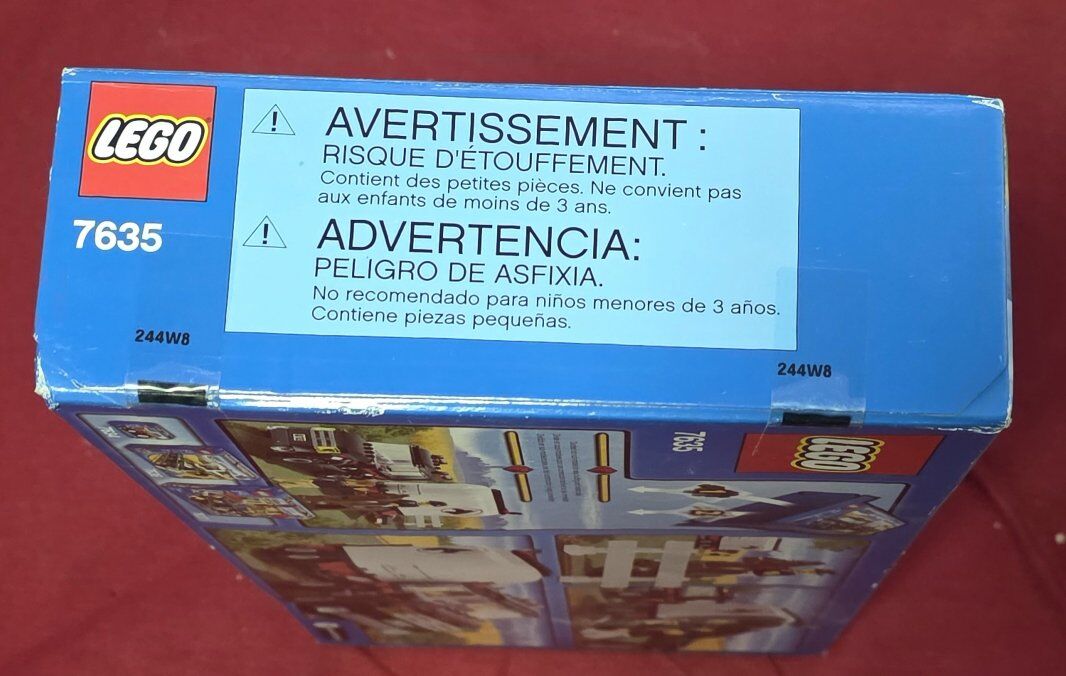 LEGO
7635
AVERTISSEMENT :
RISQUE D'ÉTOUFFEMENT.
Contient des petites pièces. Ne convient pas
aux enfants de moins de 3 ans.
ADVERTENCIA:
PELIGRO DE ASFIXIA.
No recomendado para niños menores de 3 años.
Contiene piezas pequeñas.
244W8
244W8
7635
LEGO